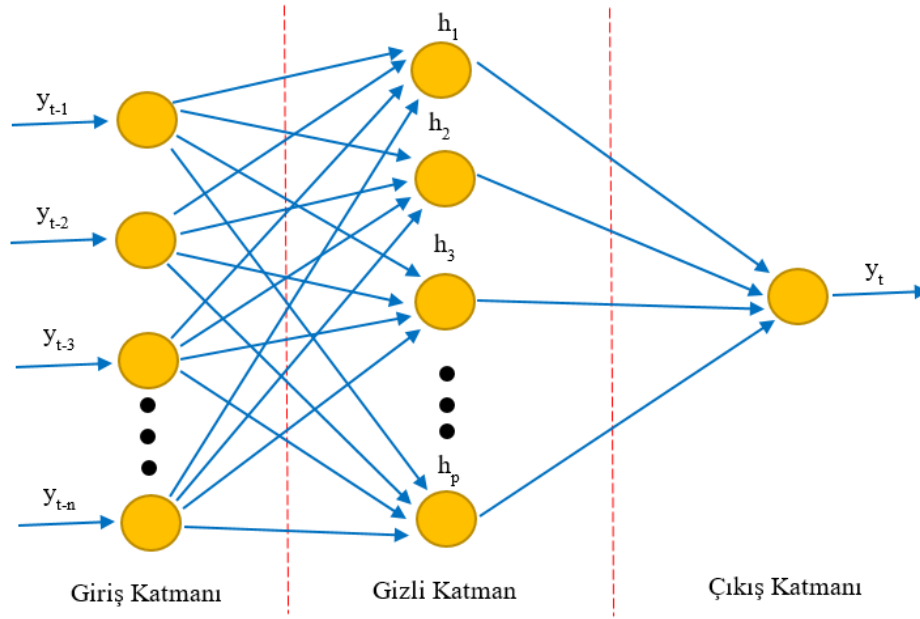 h₁
yₜ₋₁
h₂
yₜ₋₂
h₃
yₜ
yₜ₋₃
hₚ
yₜ₋ₙ
Giriş Katmanı
Gizli Katman
Çıkış Katmanı